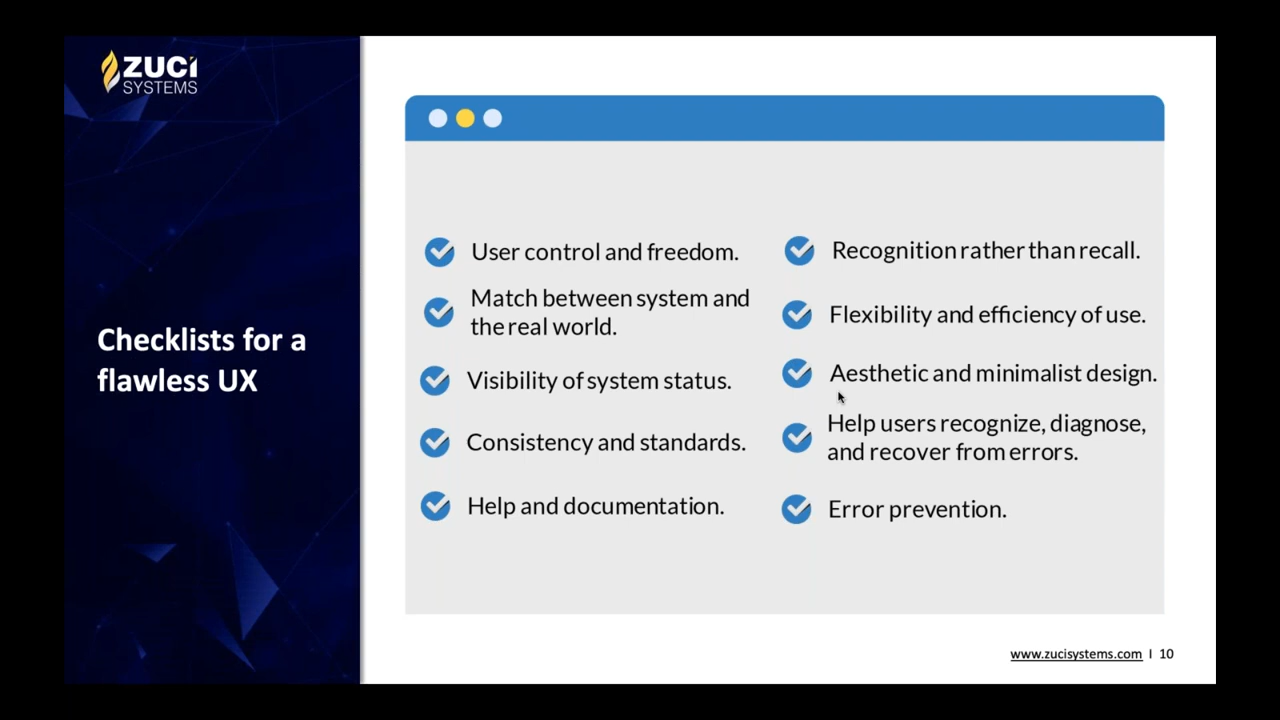 ZUCI
SYSTEMS
Checklists for a
flawless UX
User control and freedom.
Match between system and
the real world.
Visibility of system status.
Consistency and standards.
Help and documentation.
Recognition rather than recall.
Flexibility and efficiency of use.
Aesthetic and minimalist design.
Help users recognize, diagnose,
and recover from errors.
Error prevention.
www.zucisystems.com I 10